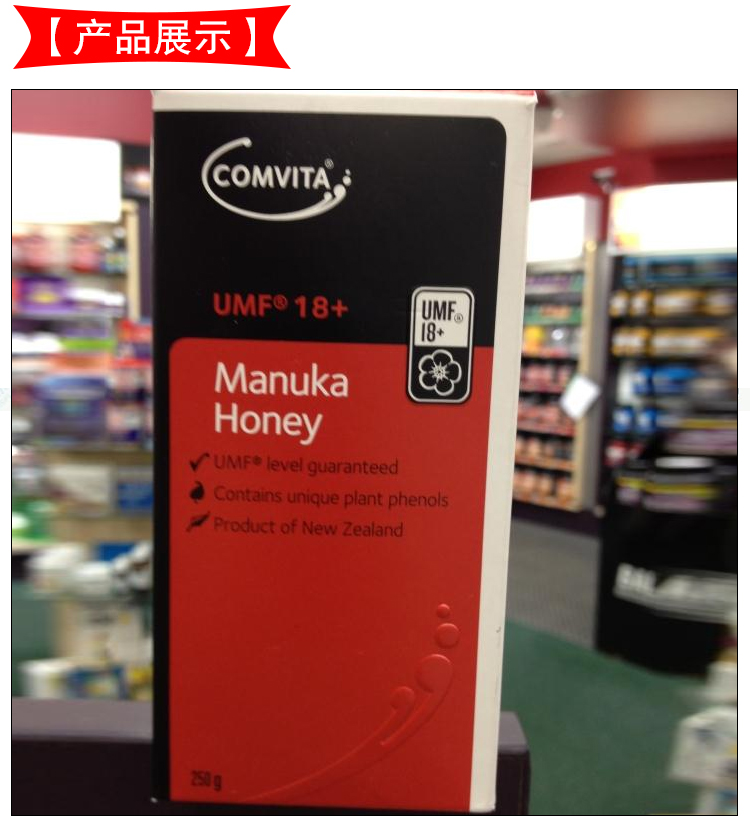 【产品展示】
COMVITA®
UMF® 18+
UMF®
18+
Manuka
Honey
UMF® level guaranteed
Contains unique plant phenols
Product of New Zealand
250 g